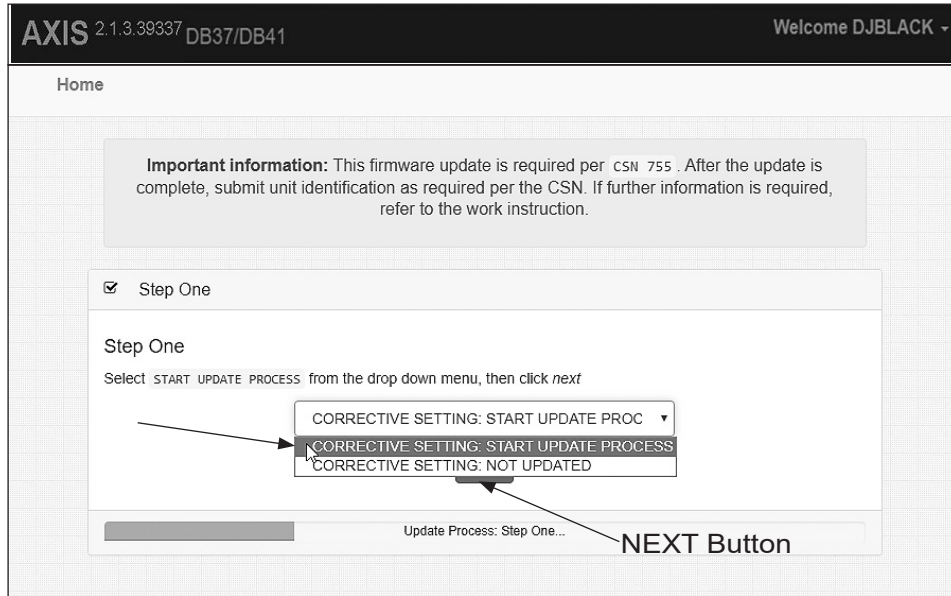 AXIS 2.1.3.39337 DB37/DB41
Welcome DJBLACK
Home
Important information: This firmware update is required per CSN 755. After the update is
complete, submit unit identification as required per the CSN. If further information is required,
refer to the work instruction.
Step One
Step One
Select START UPDATE PROCESS from the drop down menu, then click next
CORRECTIVE SETTING: START UPDATE PROC
CORRECTIVE SETTING: START UPDATE PROCESS
CORRECTIVE SETTING: NOT UPDATED
Update Process: Step One...
NEXT Button